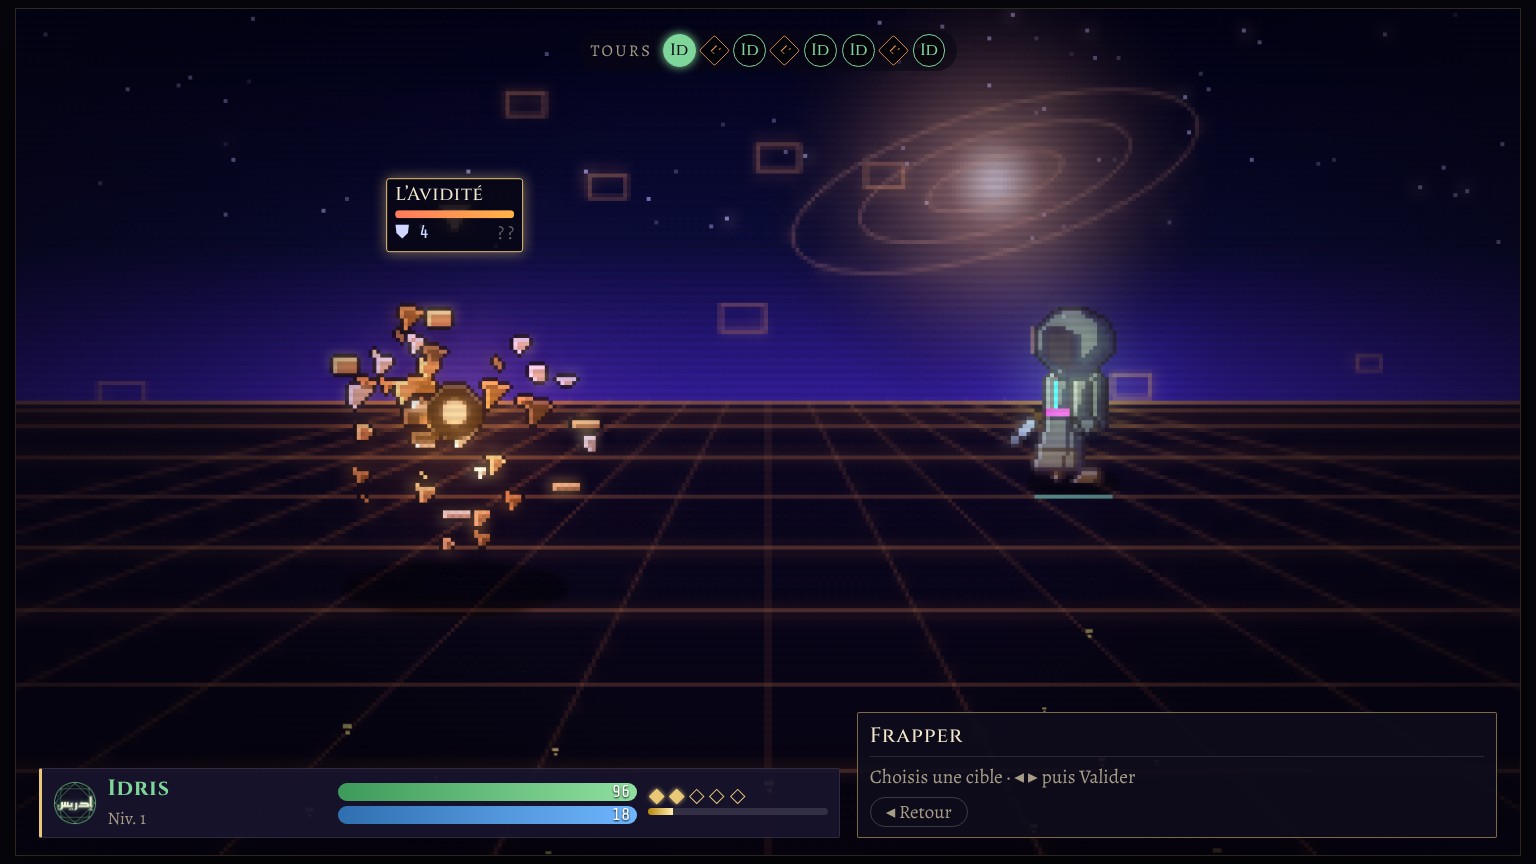 TOURS ID ID ID ID ID
L'AVIDITÉ
4 ??
FRAPPER
Choisis une cible · ◂ ▸ puis Valider
◂ Retour
إدريس
IDRIS
Niv. 1
96
18